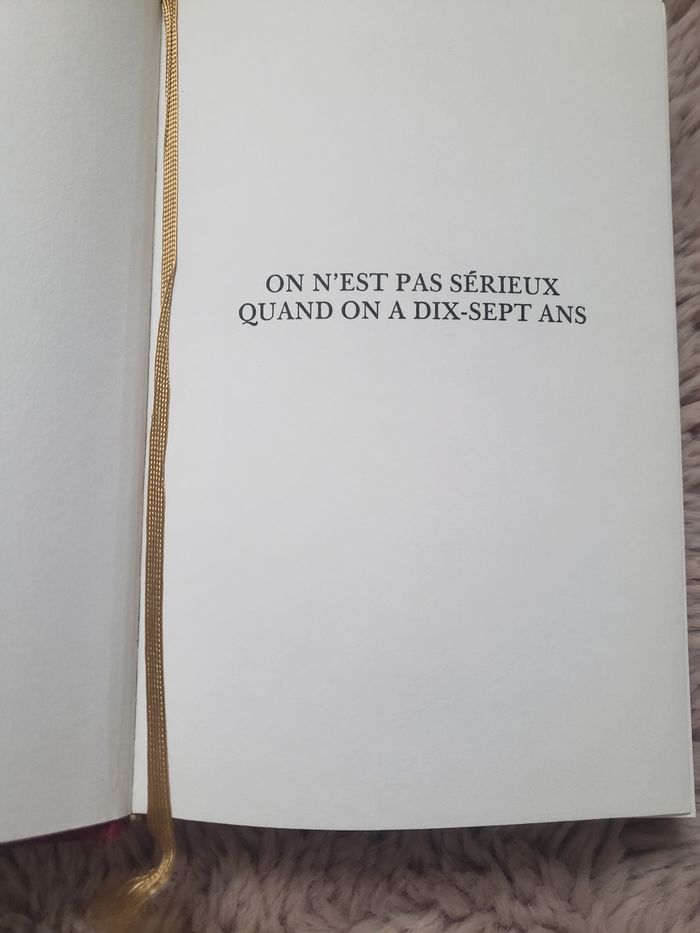 ON N'EST PAS SÉRIEUX
QUAND ON A DIX-SEPT ANS